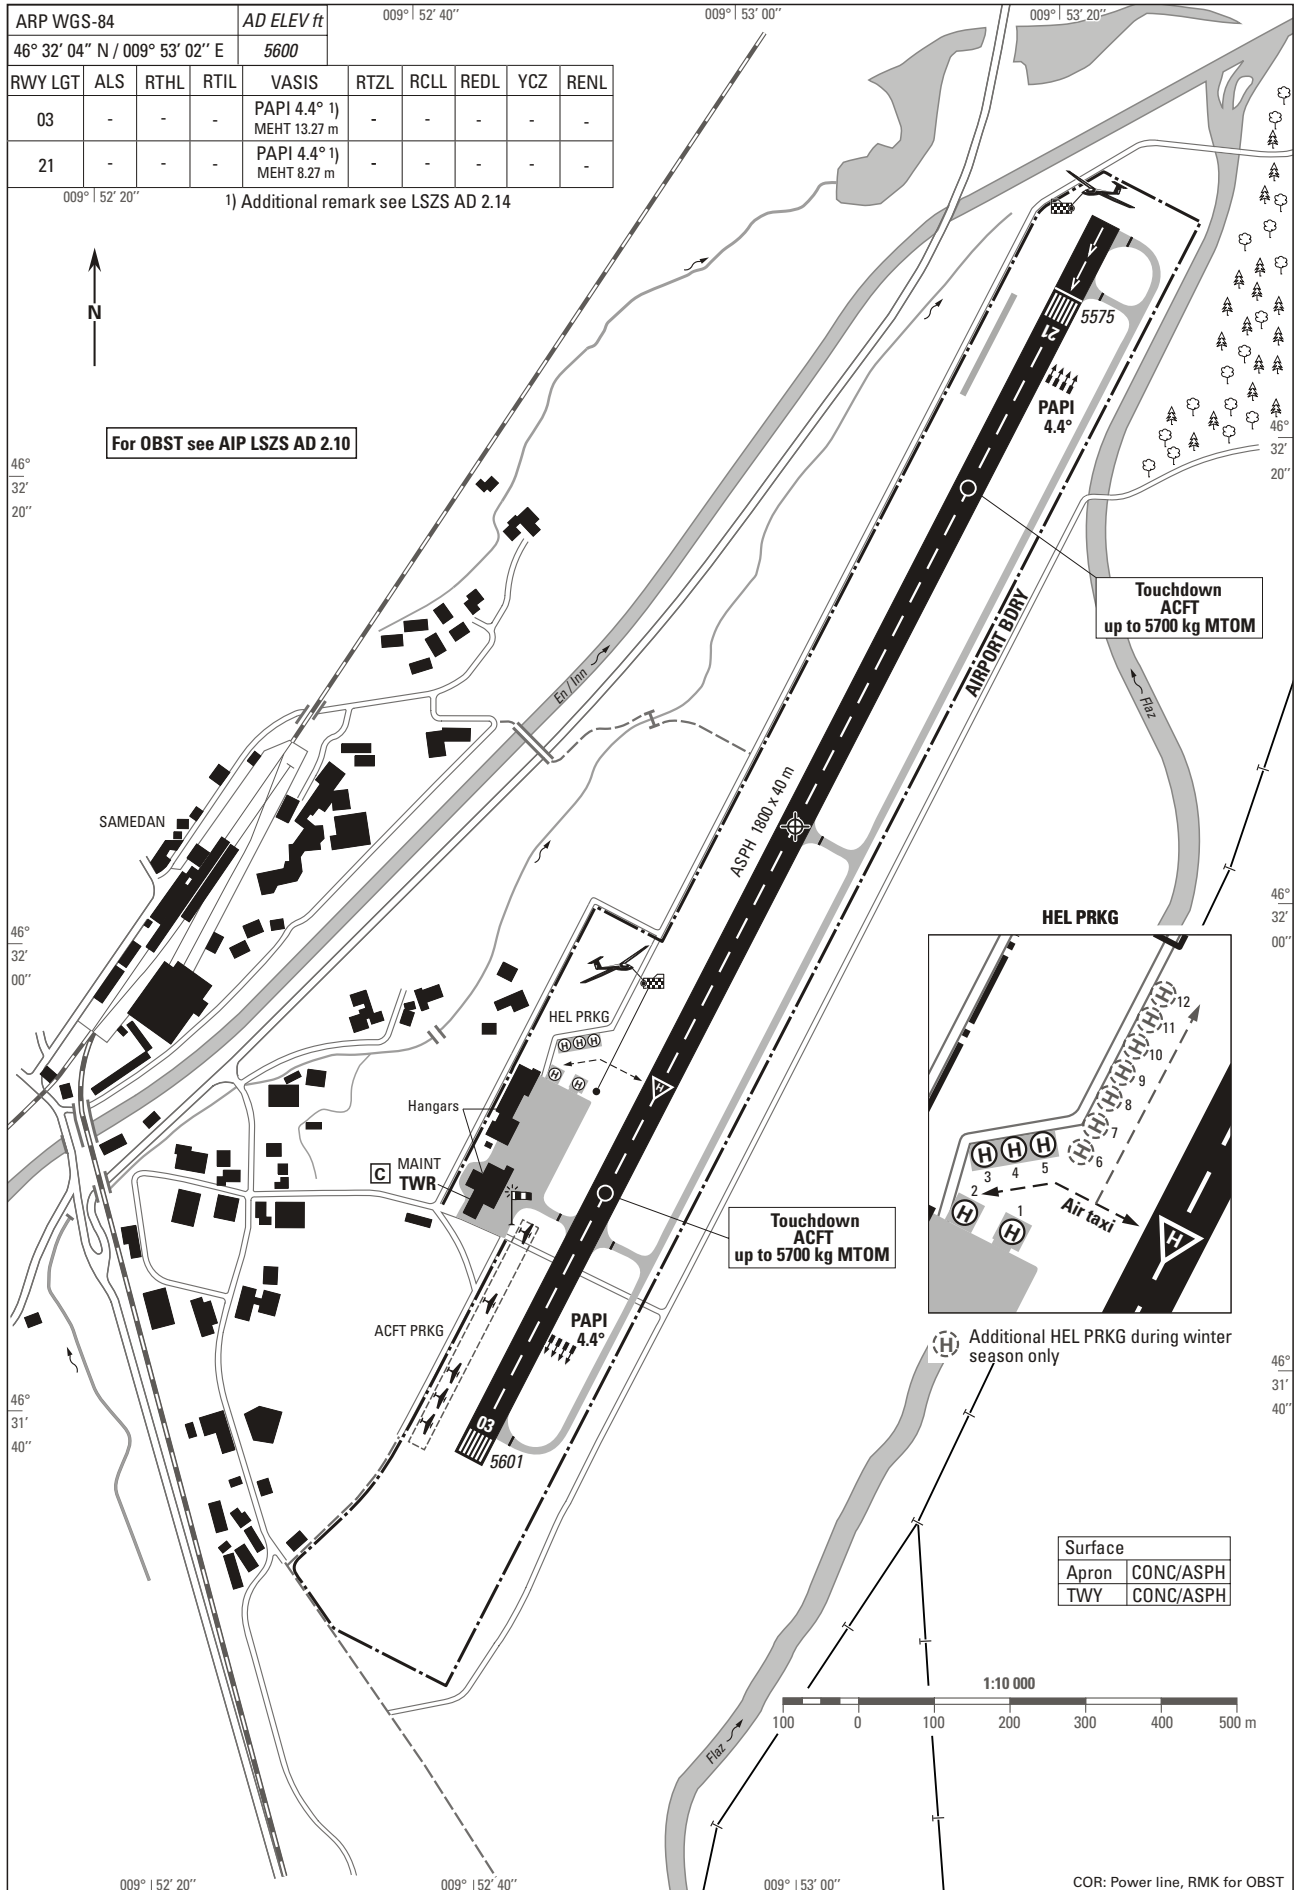 009° 52' 40''
009° 53' 00''
009° 53' 20''
ARP WGS-84 AD ELEV ft
46° 32' 04" N / 009° 53' 02'' E 5600
RWY LGT ALS RTHL RTIL VASIS RTZL RCLL REDL YCZ RENL
03 - - - PAPI 4.4° 1) - - - - -
MEHT 13.27 m
21 - - - PAPI 4.4° 1) - - - - -
MEHT 8.27 m
009° 52' 20''
1) Additional remark see LSZS AD 2.14
N
5575
21
PAPI
4.4°
For OBST see AIP LSZS AD 2.10
46°
32'
20''
46°
32'
20''
Touchdown
ACFT
up to 5700 kg MTOM
AIRPORT BDRY
En / Inn
Flaz
ASPH 1800 x 40 m
SAMEDAN
46°
32'
00''
46°
32'
00''
HEL PRKG
12
11
10
9
8
7
6
H H H H H H H
H H H
3 4 5
2
1
H H
Air taxi
H
HEL PRKG
H H H
H H
H
Hangars
C MAINT
TWR
Touchdown
ACFT
up to 5700 kg MTOM
ACFT PRKG
PAPI
4.4°
H Additional HEL PRKG during winter
season only
46°
31'
40''
46°
31'
40''
03
5601
Surface
Apron CONC/ASPH
TWY CONC/ASPH
1:10 000
100 0 100 200 300 400 500 m
Flaz
009° 52' 20''
009° 52' 40''
009° 53' 00''
COR: Power line, RMK for OBST